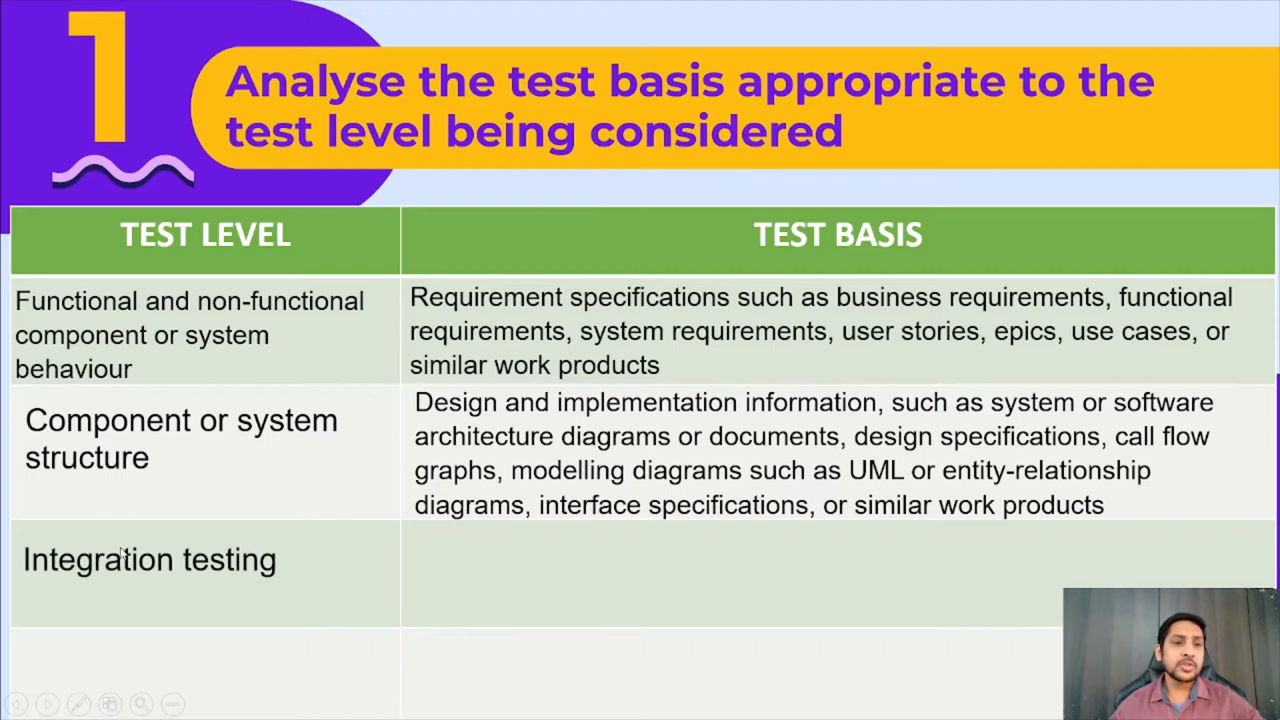 1
Analyse the test basis appropriate to the
test level being considered
TEST LEVEL
TEST BASIS
Functional and non-functional
component or system
behaviour
Requirement specifications such as business requirements, functional
requirements, system requirements, user stories, epics, use cases, or
similar work products
Component or system
structure
Design and implementation information, such as system or software
architecture diagrams or documents, design specifications, call flow
graphs, modelling diagrams such as UML or entity-relationship
diagrams, interface specifications, or similar work products
Integration testing